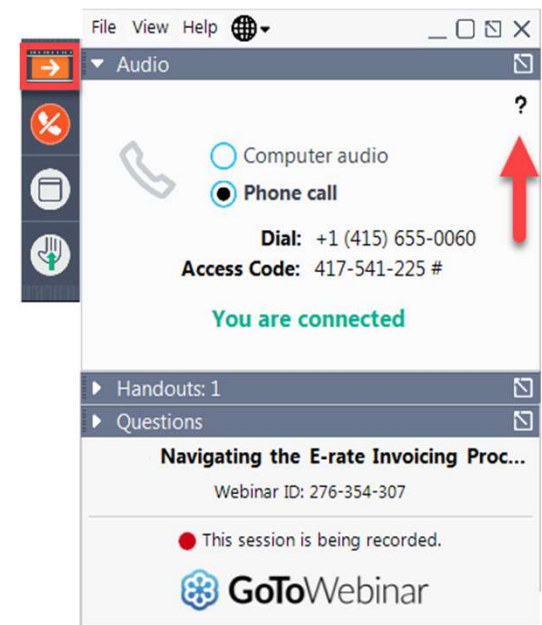 File View Help
Audio
?
Computer audio
Phone call
Dial: +1 (415) 655-0060
Access Code: 417-541-225 #
You are connected
Handouts: 1
Questions
Navigating the E-rate Invoicing Proc...
Webinar ID: 276-354-307
This session is being recorded.
GoToWebinar